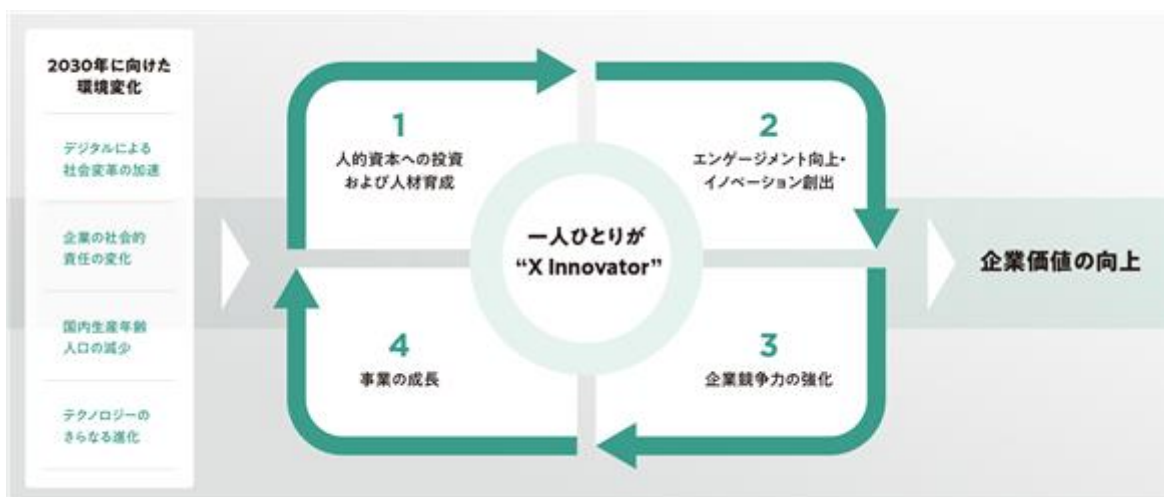 2030年に向けた
環境変化
デジタルによる
社会変革の加速
企業の社会的
責任の変化
国内生産年齢
人口の減少
テクノロジーの
さらなる進化
1
人的資本への投資
および人材育成
2
エンゲージメント向上・
イノベーション創出
一人ひとりが
“X Innovator”
4
事業の成長
3
企業競争力の強化
企業価値の向上